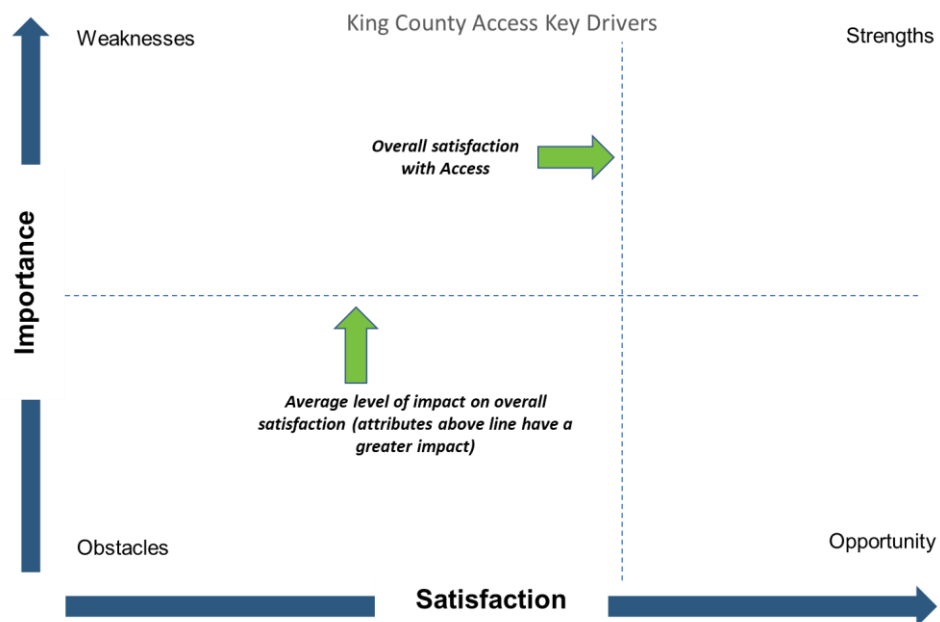 King County Access Key Drivers
Weaknesses
Strengths
Overall satisfaction
with Access
Importance
Average level of impact on overall
satisfaction (attributes above line have a
greater impact)
Obstacles
Opportunity
Satisfaction